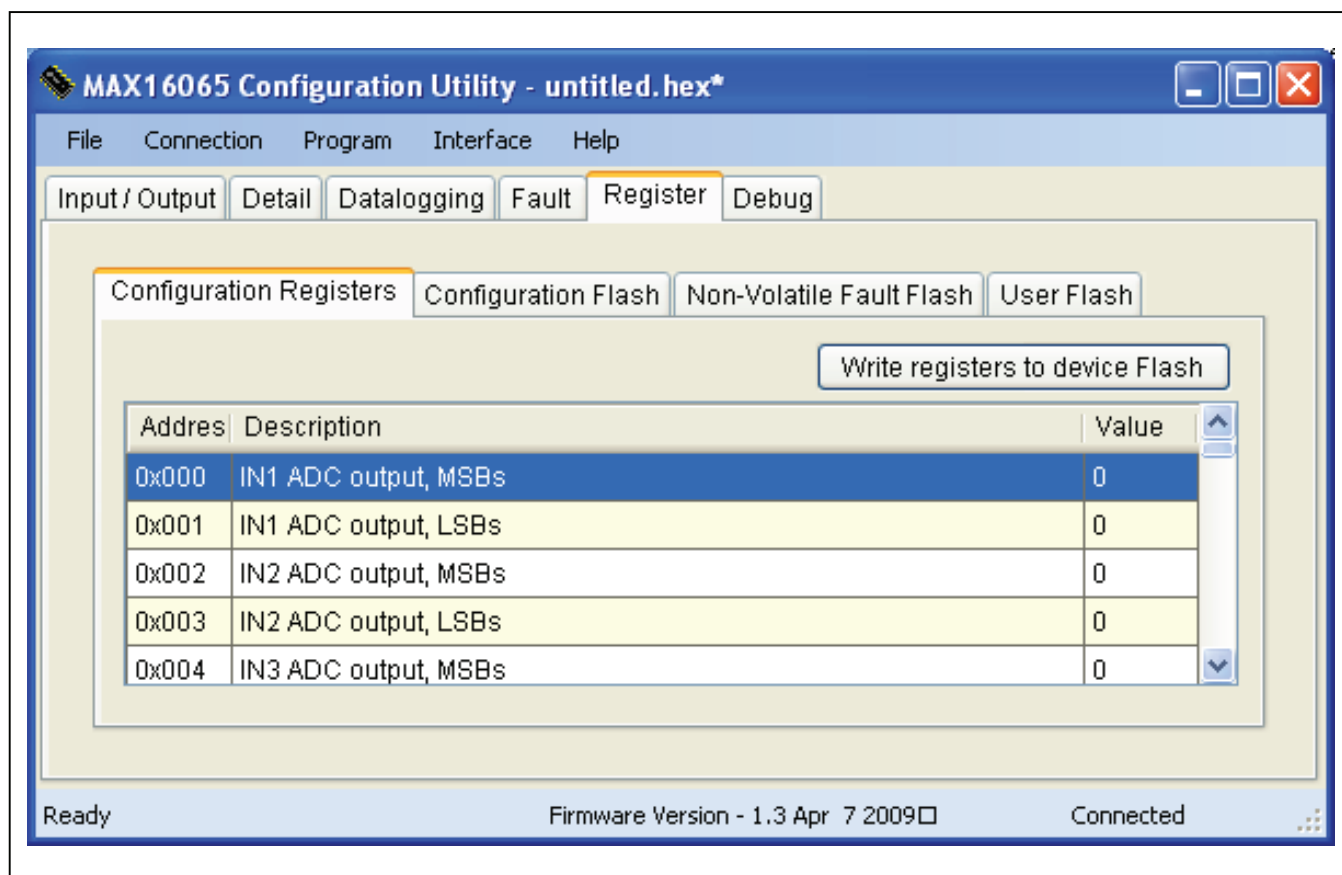 MAX16065 Configuration Utility - untitled.hex*
File Connection Program Interface Help
Input / Output Detail Datalogging Fault Register Debug
Configuration Registers Configuration Flash Non-Volatile Fault Flash User Flash
Write registers to device Flash
Addres Description Value
0x000 IN1 ADC output, MSBs 0
0x001 IN1 ADC output, LSBs 0
0x002 IN2 ADC output, MSBs 0
0x003 IN2 ADC output, LSBs 0
0x004 IN3 ADC output, MSBs 0
Ready Firmware Version - 1.3 Apr 7 2009□ Connected